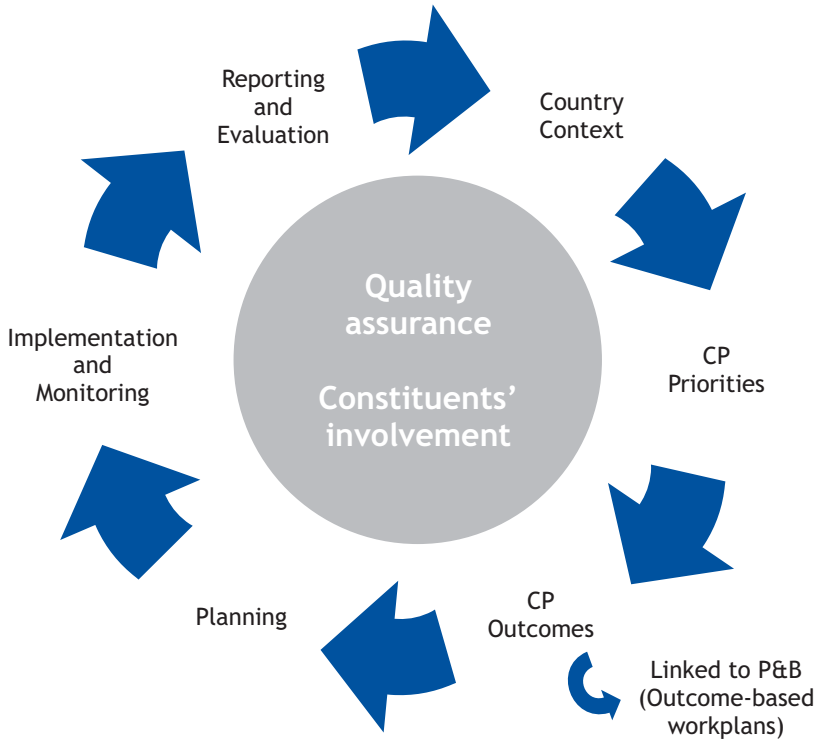 Reporting
and
Evaluation
Country
Context
Quality
assurance
Constituents’
involvement
CP
Priorities
Implementation
and
Monitoring
CP
Outcomes
Planning
Linked to P&B
(Outcome-based
workplans)